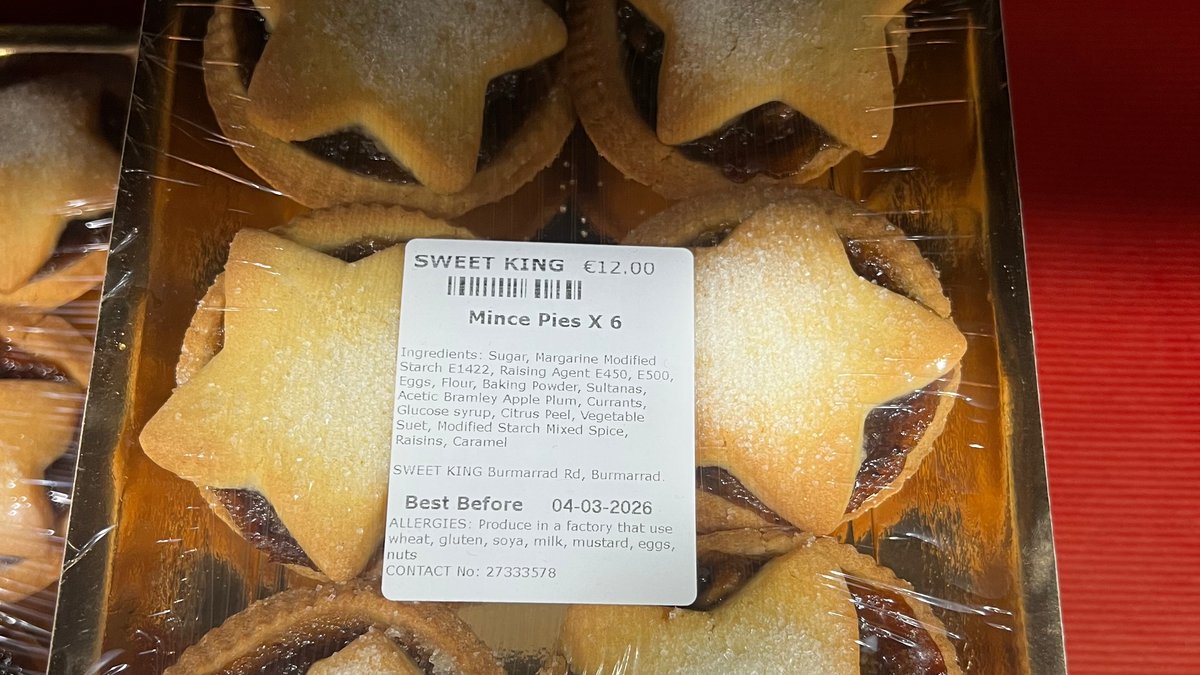 SWEET KING €12.00
Mince Pies X 6
Ingredients: Sugar, Margarine Modified
Starch E1422, Raising Agent E450, E500,
Eggs, Flour, Baking Powder, Sultanas,
Acetic Bramley Apple Plum, Currants,
Glucose syrup, Citrus Peel, Vegetable
Suet, Modified Starch Mixed Spice,
Raisins, Caramel
SWEET KING Burmarrad Rd, Burmarrad.
Best Before 04-03-2026
ALLERGIES: Produce in a factory that use
wheat, gluten, soya, milk, mustard, eggs,
nuts
CONTACT No: 27333578